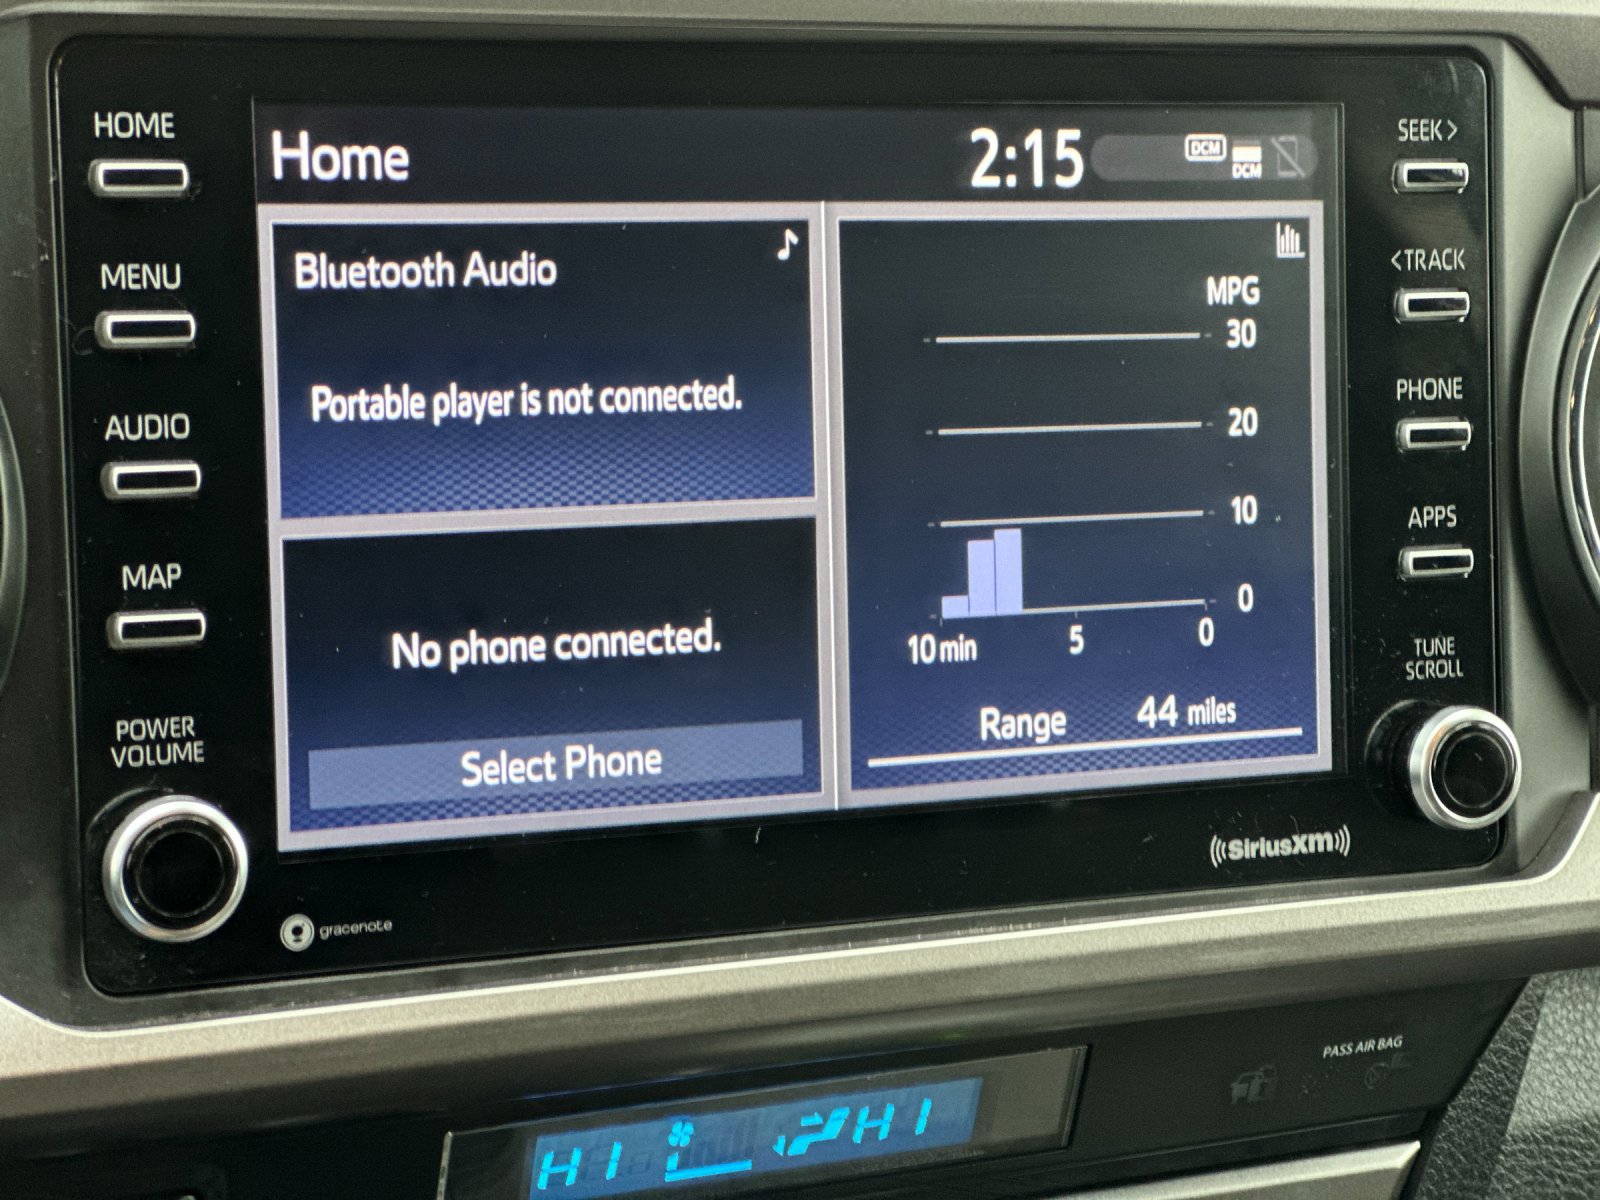 HOME
MENU
AUDIO
MAP
POWER
VOLUME
Home
2:15
DCM
DCM
Bluetooth Audio
Portable player is not connected.
No phone connected.
Select Phone
MPG
30
20
10
0
10 min 5 0
Range 44 miles
SEEK >
< TRACK
PHONE
APPS
TUNE
SCROLL
gracenote
((( SiriusXM )))
PASS AIR BAG
HI HI